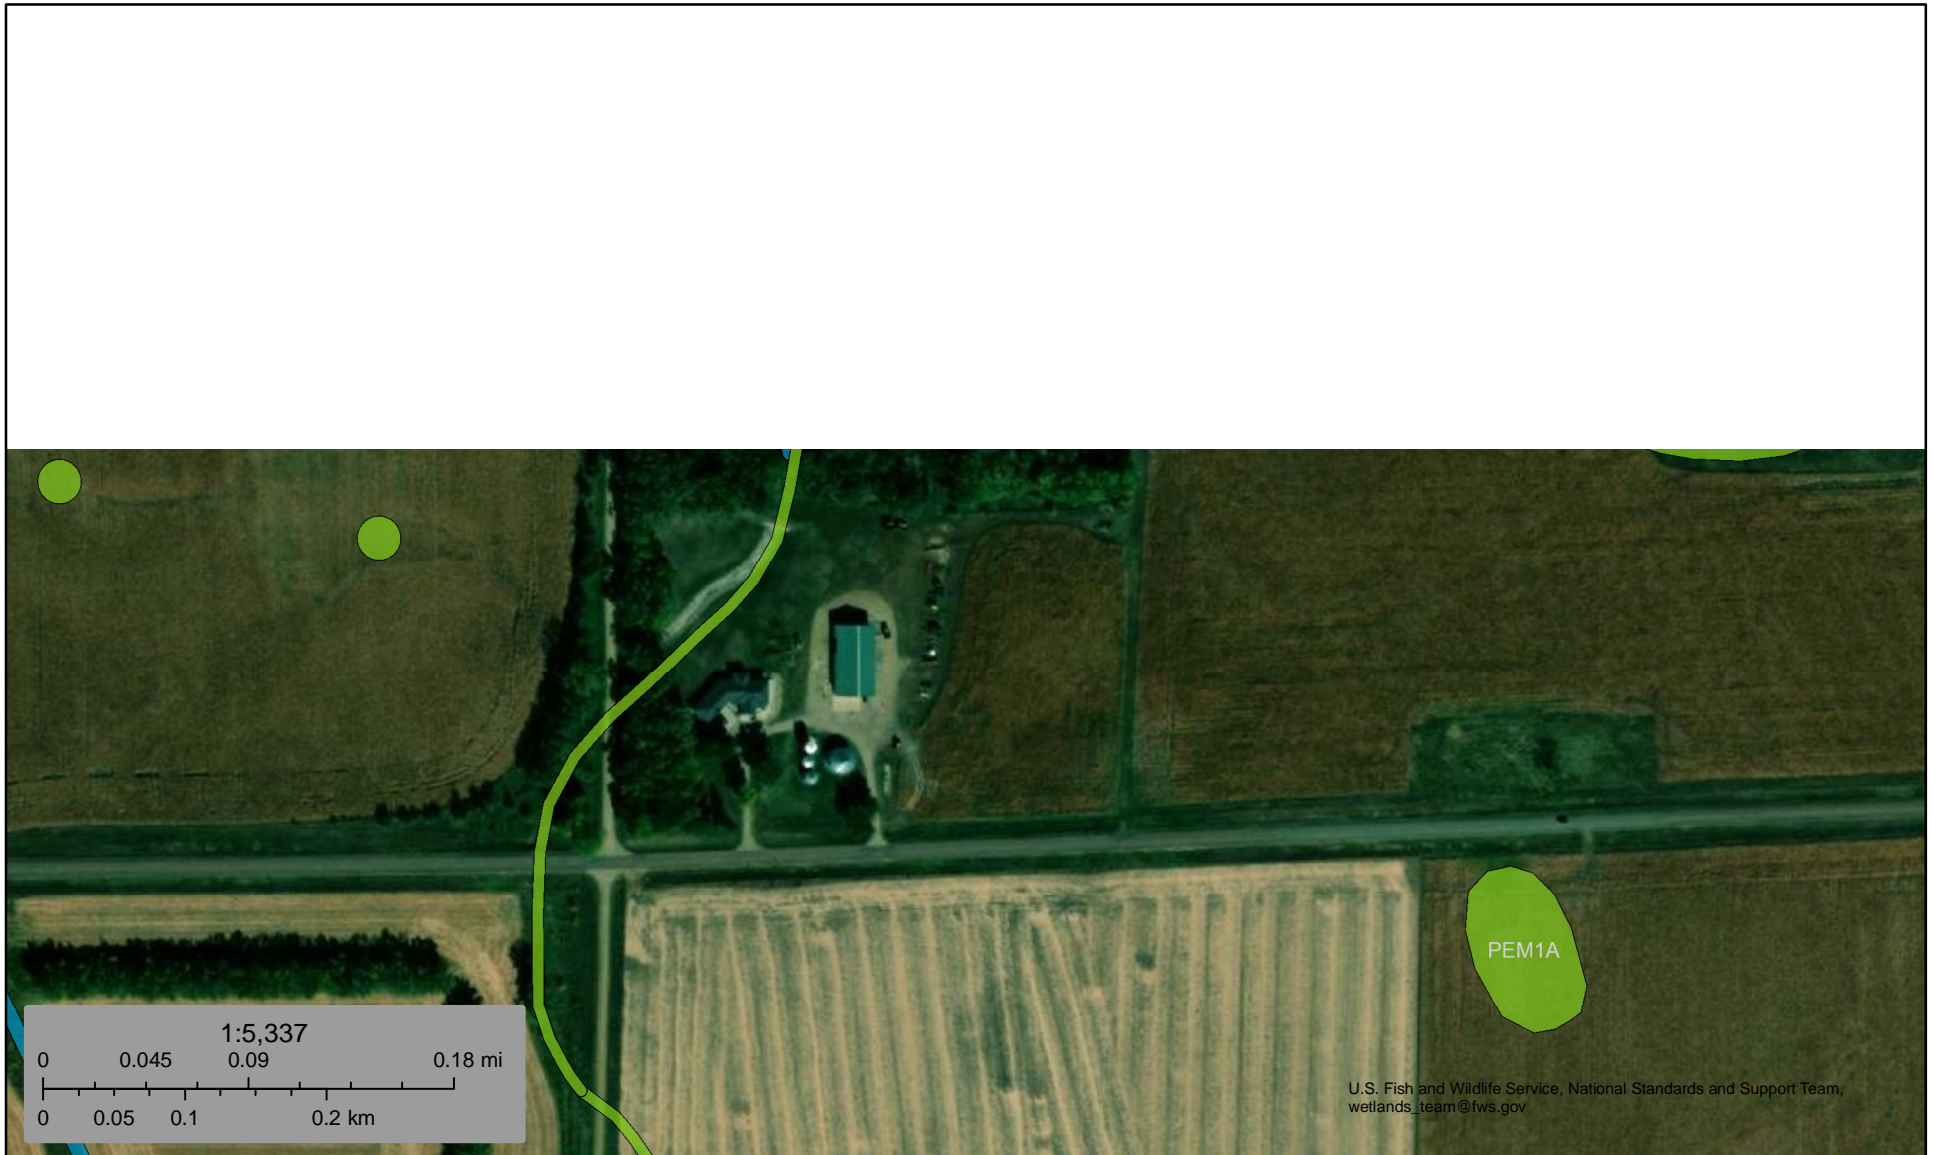 PEM1A
1:5,337
0 0.045 0.09 0.18 mi
0 0.05 0.1 0.2 km
U.S. Fish and Wildlife Service, National Standards and Support Team,
wetlands_team@fws.gov